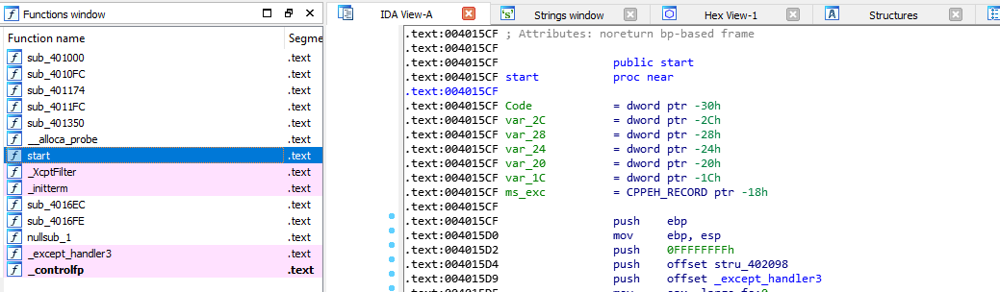 Functions window
Function name Segme
sub_401000 .text
sub_4010FC .text
sub_401174 .text
sub_4011FC .text
sub_401350 .text
__alloca_probe .text
start .text
_XcptFilter .text
_initterm .text
sub_4016EC .text
sub_4016FE .text
nullsub_1 .text
_except_handler3 .text
_controlfp .text
IDA View-A Strings window Hex View-1 Structures
.text:004015CF ; Attributes: noreturn bp-based frame
.text:004015CF
.text:004015CF public start
.text:004015CF start proc near
.text:004015CF
.text:004015CF Code = dword ptr -30h
.text:004015CF var_2C = dword ptr -2Ch
.text:004015CF var_28 = dword ptr -28h
.text:004015CF var_24 = dword ptr -24h
.text:004015CF var_20 = dword ptr -20h
.text:004015CF var_1C = dword ptr -1Ch
.text:004015CF ms_exc = CPPEH_RECORD ptr -18h
.text:004015CF
.text:004015CF push ebp
.text:004015D0 mov ebp, esp
.text:004015D2 push 0FFFFFFFFh
.text:004015D4 push offset stru_402098
.text:004015D9 push offset _except_handler3